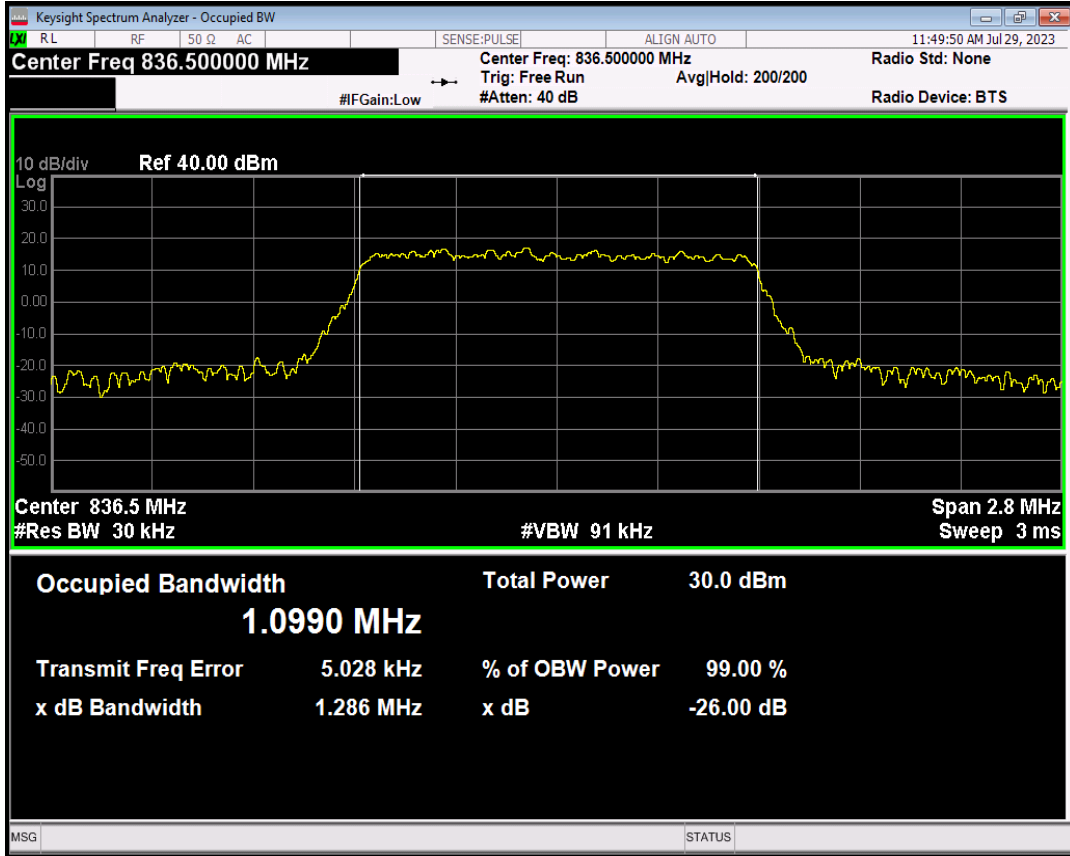 Keysight Spectrum Analyzer - Occupied BW
LXI RL RF 50 Ω AC SENSE:PULSE ALIGN AUTO 11:49:50 AM Jul 29, 2023
Center Freq 836.500000 MHz Center Freq: 836.500000 MHz Radio Std: None
Trig: Free Run Avg|Hold: 200/200
#IFGain:Low #Atten: 40 dB Radio Device: BTS
10 dB/div Ref 40.00 dBm
Log
30.0
20.0
10.0
0.00
-10.0
-20.0
-30.0
-40.0
-50.0
Center 836.5 MHz Span 2.8 MHz
#Res BW 30 kHz #VBW 91 kHz Sweep 3 ms
Occupied Bandwidth Total Power 30.0 dBm
1.0990 MHz
Transmit Freq Error 5.028 kHz % of OBW Power 99.00 %
x dB Bandwidth 1.286 MHz x dB -26.00 dB
MSG STATUS